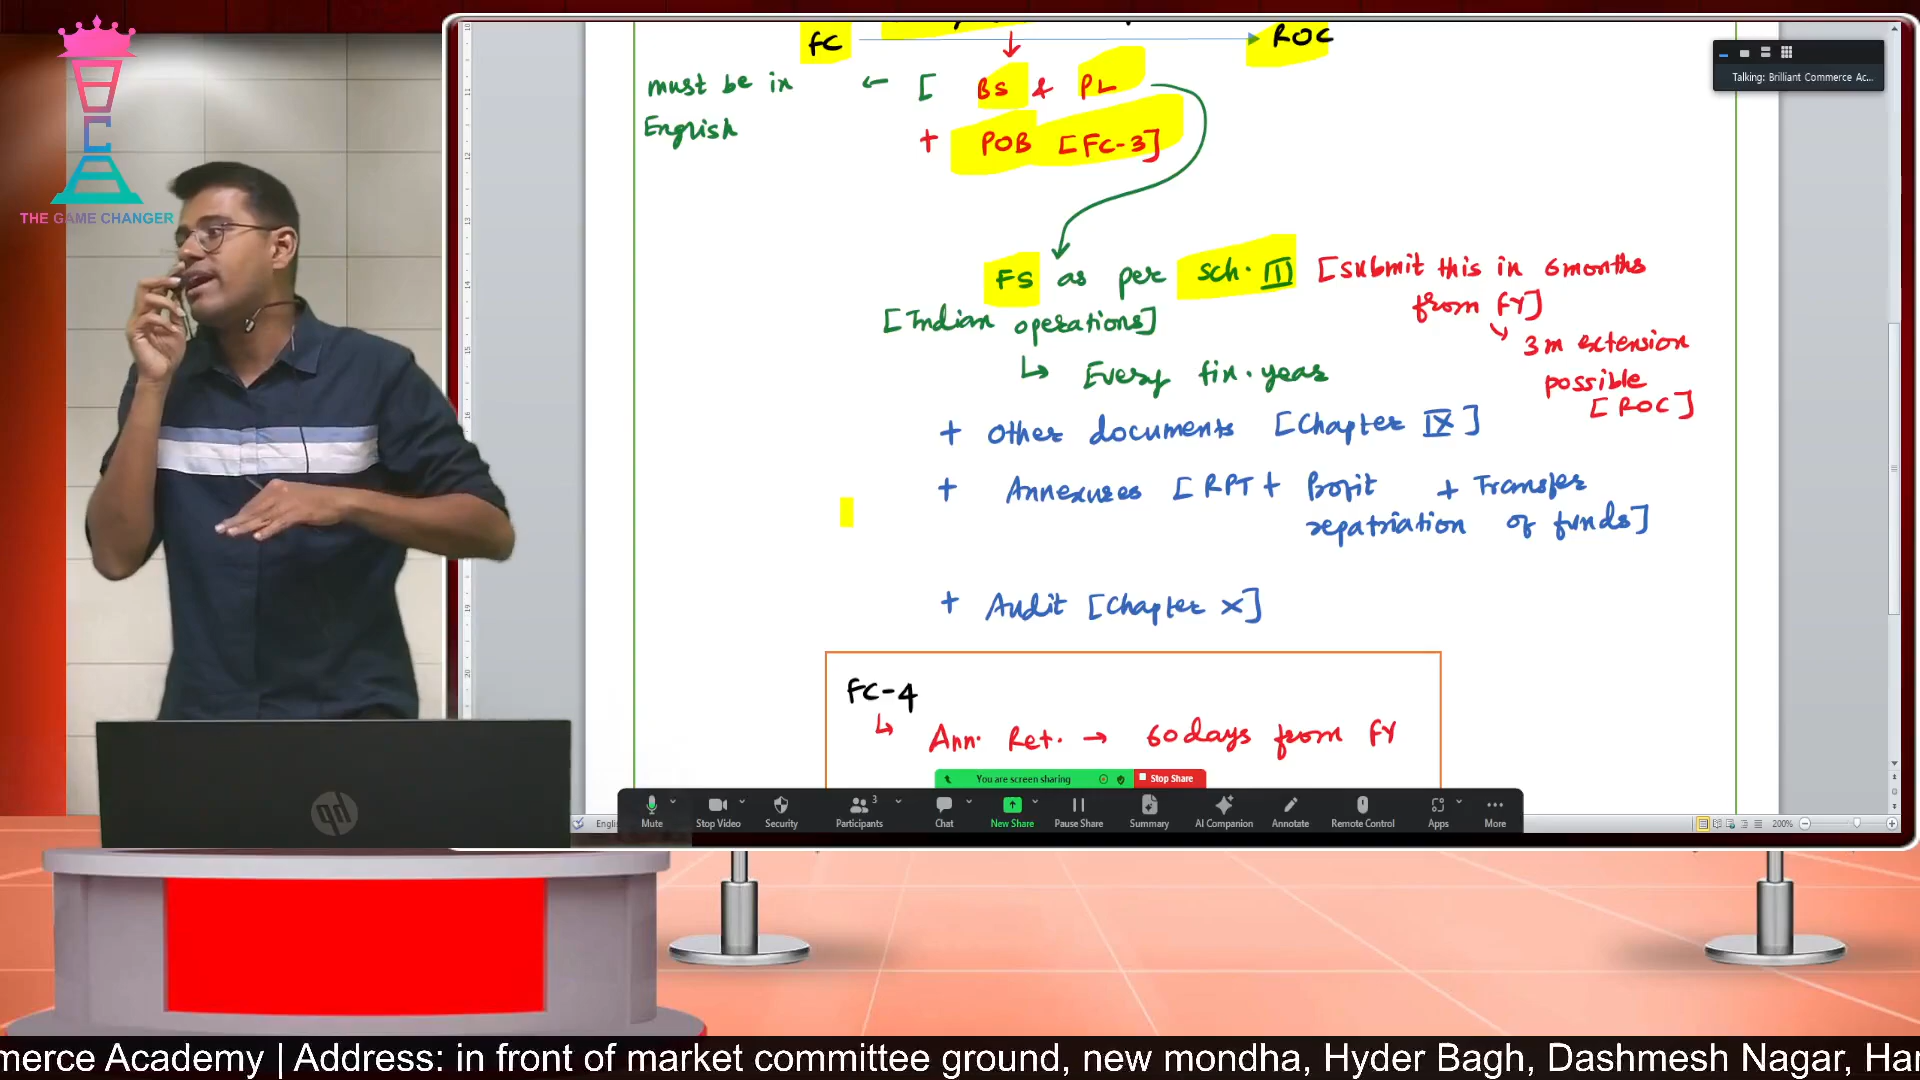 FC
ROC
must be in ← [ BS & PL
English
+ POB [FC-3]
FS as per Sch. III [submit this in 6 months
from FY]
[Indian operations]
3m extension
possible
[ROC]
↳ Every fin. year
+ Other documents [Chapter IX]
+ Annexures [RPT + Profit + Transfer
repatriation of funds]
+ Audit [Chapter X]
FC-4
↳ Ann. Ret. → 60 days from FY
THE GAME CHANGER
Talking: Brilliant Commerce Ac...
You are screen sharing
Stop Share
Mute
Stop Video
Security
Participants
3
Chat
New Share
Pause Share
Summary
AI Companion
Annotate
Remote Control
Apps
More
Engli
200%
hp
merce Academy | Address: in front of market committee ground, new mondha, Hyder Bagh, Dashmesh Nagar, Har